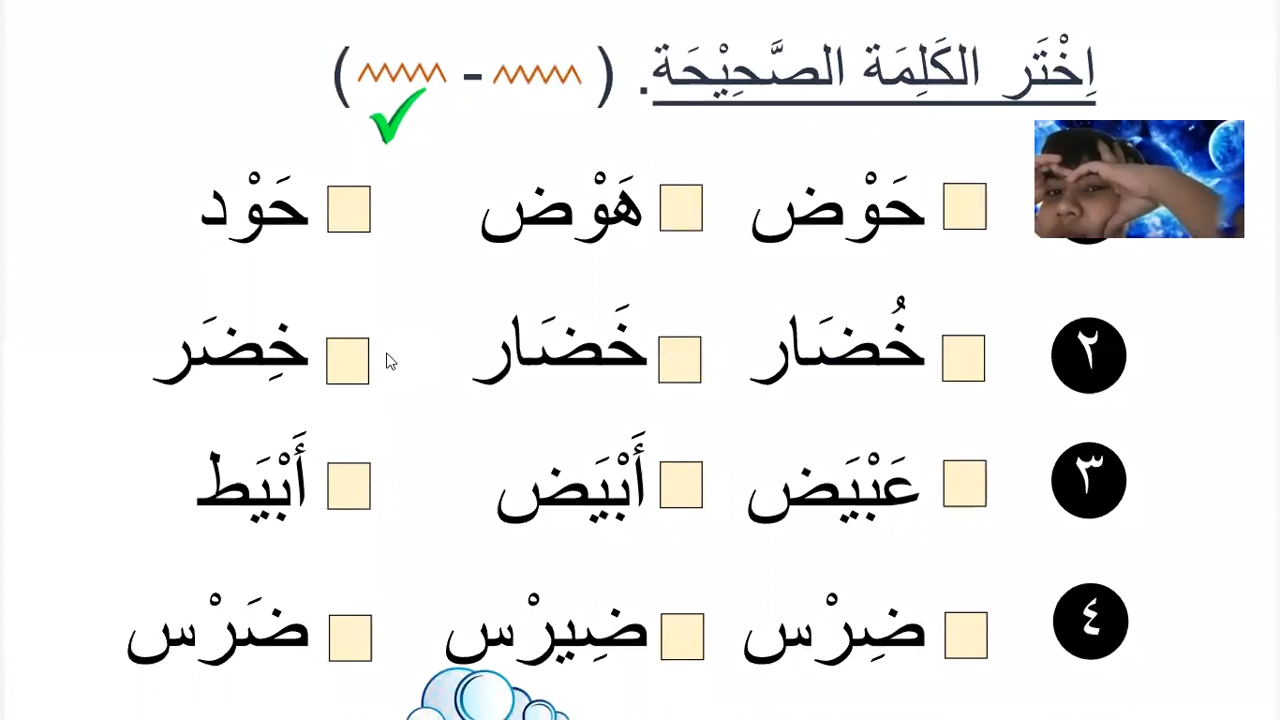 اِخْتَر الكَلِمَة الصَّحِيْحَة. ( - )
حَوْض هَوْض حَوْد
٢ خُضَار خَضَار خِضَر
٣ عَبْيَض أَبْيَض أَبْيَط
٤ ضِرْس ضِيرْس ضَرْس